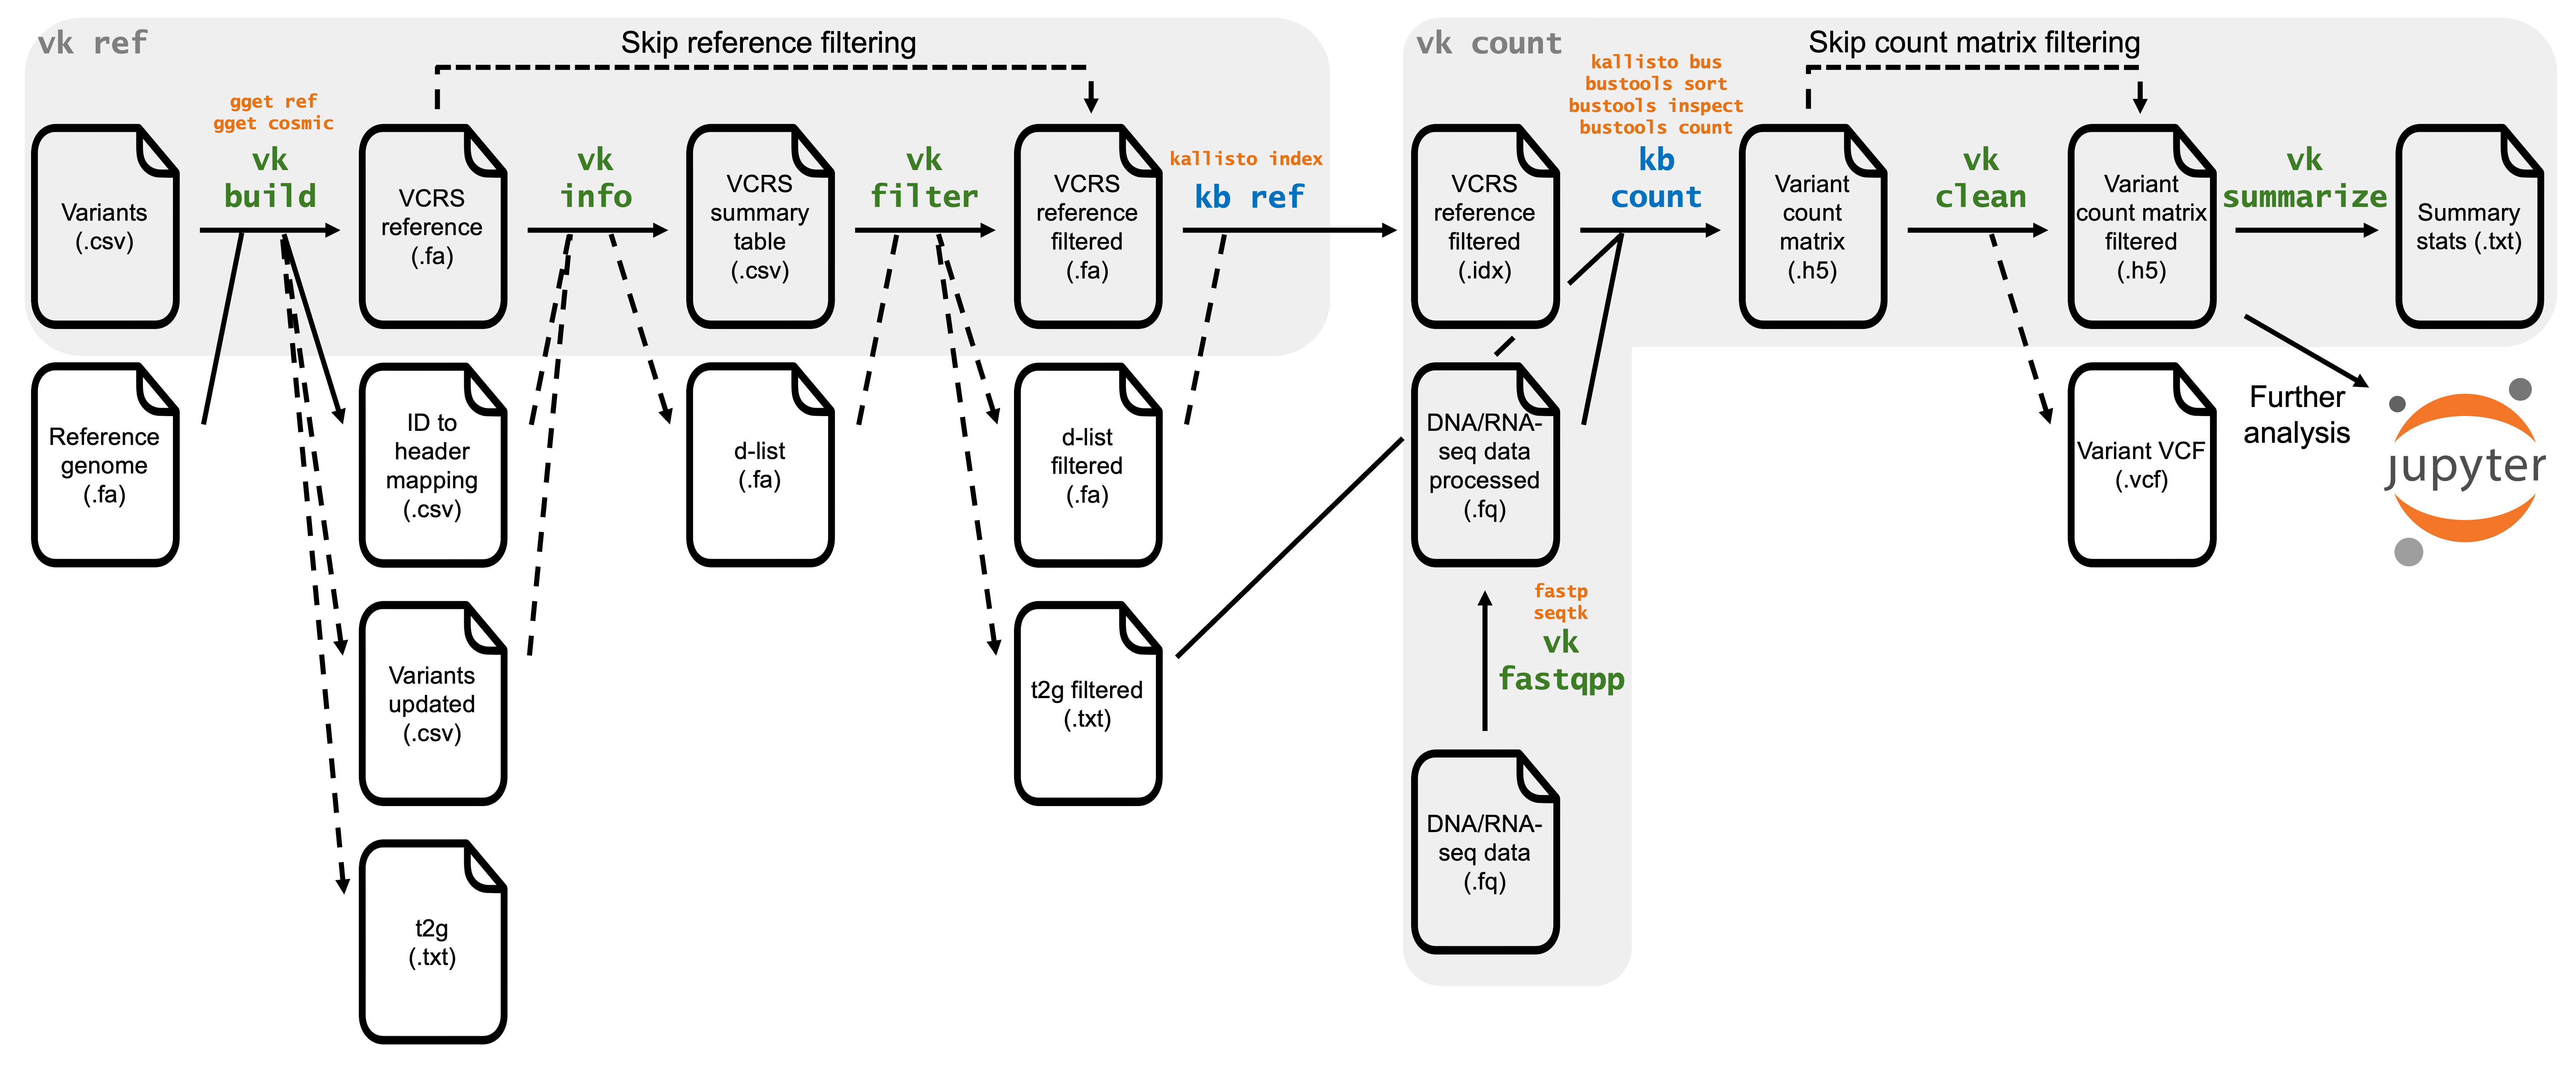 vk ref
Skip reference filtering
gget ref
gget cosmic
vk
build
vk
info
vk
filter
kallisto index
kb ref
Variants
(.csv)
VCRS
reference
(.fa)
VCRS
summary
table
(.csv)
VCRS
reference
filtered
(.fa)
Reference
genome
(.fa)
ID to
header
mapping
(.csv)
d-list
(.fa)
d-list
filtered
(.fa)
Variants
updated
(.csv)
t2g filtered
(.txt)
t2g
(.txt)
vk count
Skip count matrix filtering
kallisto bus
bustools sort
bustools inspect
bustools count
kb
count
vk
clean
vk
summarize
VCRS
reference
filtered
(.idx)
Variant
count
matrix
(.h5)
Variant
count matrix
filtered
(.h5)
Summary
stats (.txt)
DNA/RNA-
seq data
processed
(.fq)
Variant VCF
(.vcf)
Further
analysis
jupyter
fastp
seqtk
vk
fastqpp
DNA/RNA-
seq data
(.fq)